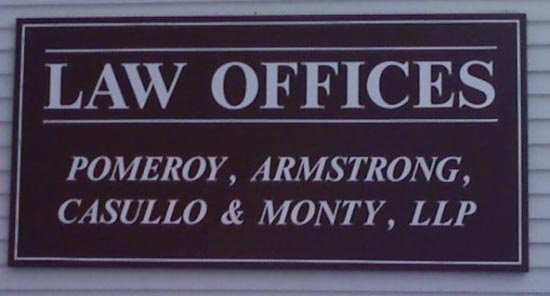 LAW OFFICES
POMEROY, ARMSTRONG,
CASULLO & MONTY, LLP